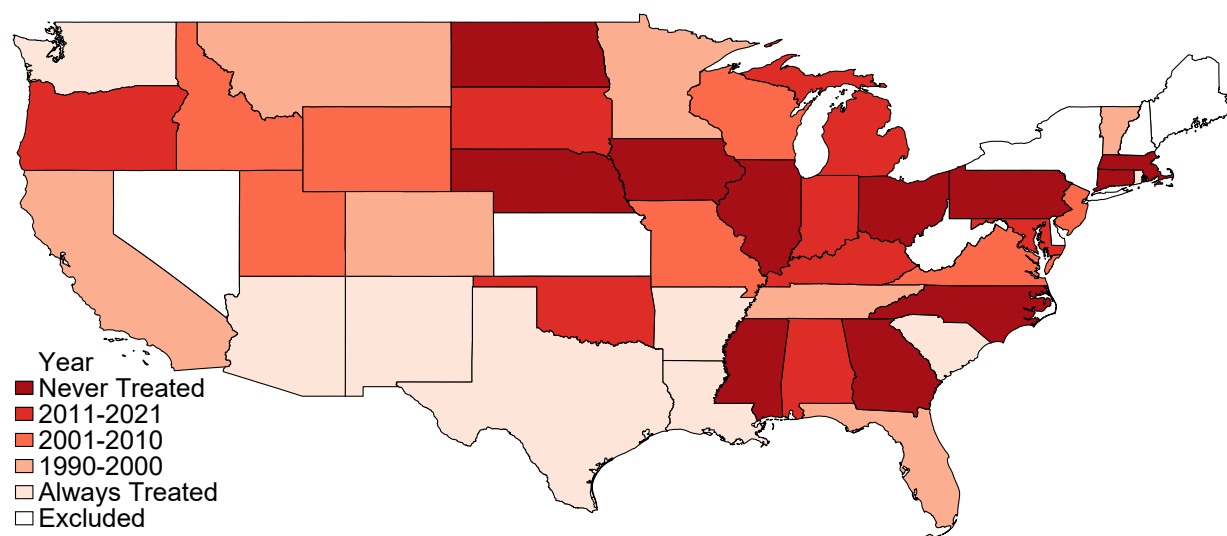 Year
Never Treated
2011-2021
2001-2010
1990-2000
Always Treated
Excluded